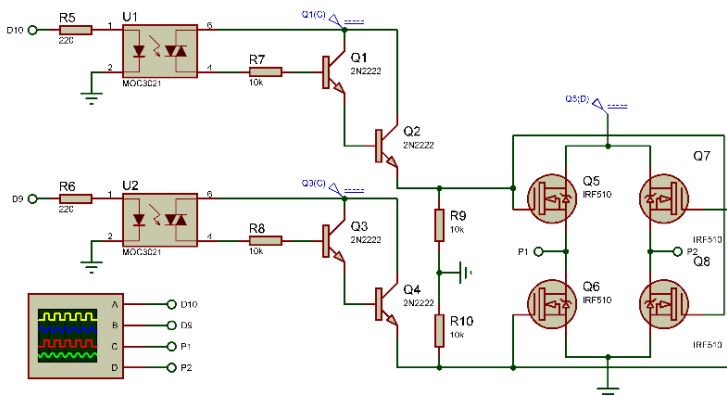 Q1(C)
R5
U1
D10
1
6
220
Q1
2N2222
R7
2
4
10k
MOC3021
Q2
2N2222
Q5(D)
Q7
Q3(C)
R6
U2
D9
1
6
220
Q5
IRF510
R9
10k
Q3
2N2222
R8
2
4
10k
MOC3021
IRF510
P1
P2
Q8
Q4
2N2222
Q6
IRF510
A
D10
B
D9
R10
10k
C
P1
IRF510
D
P2